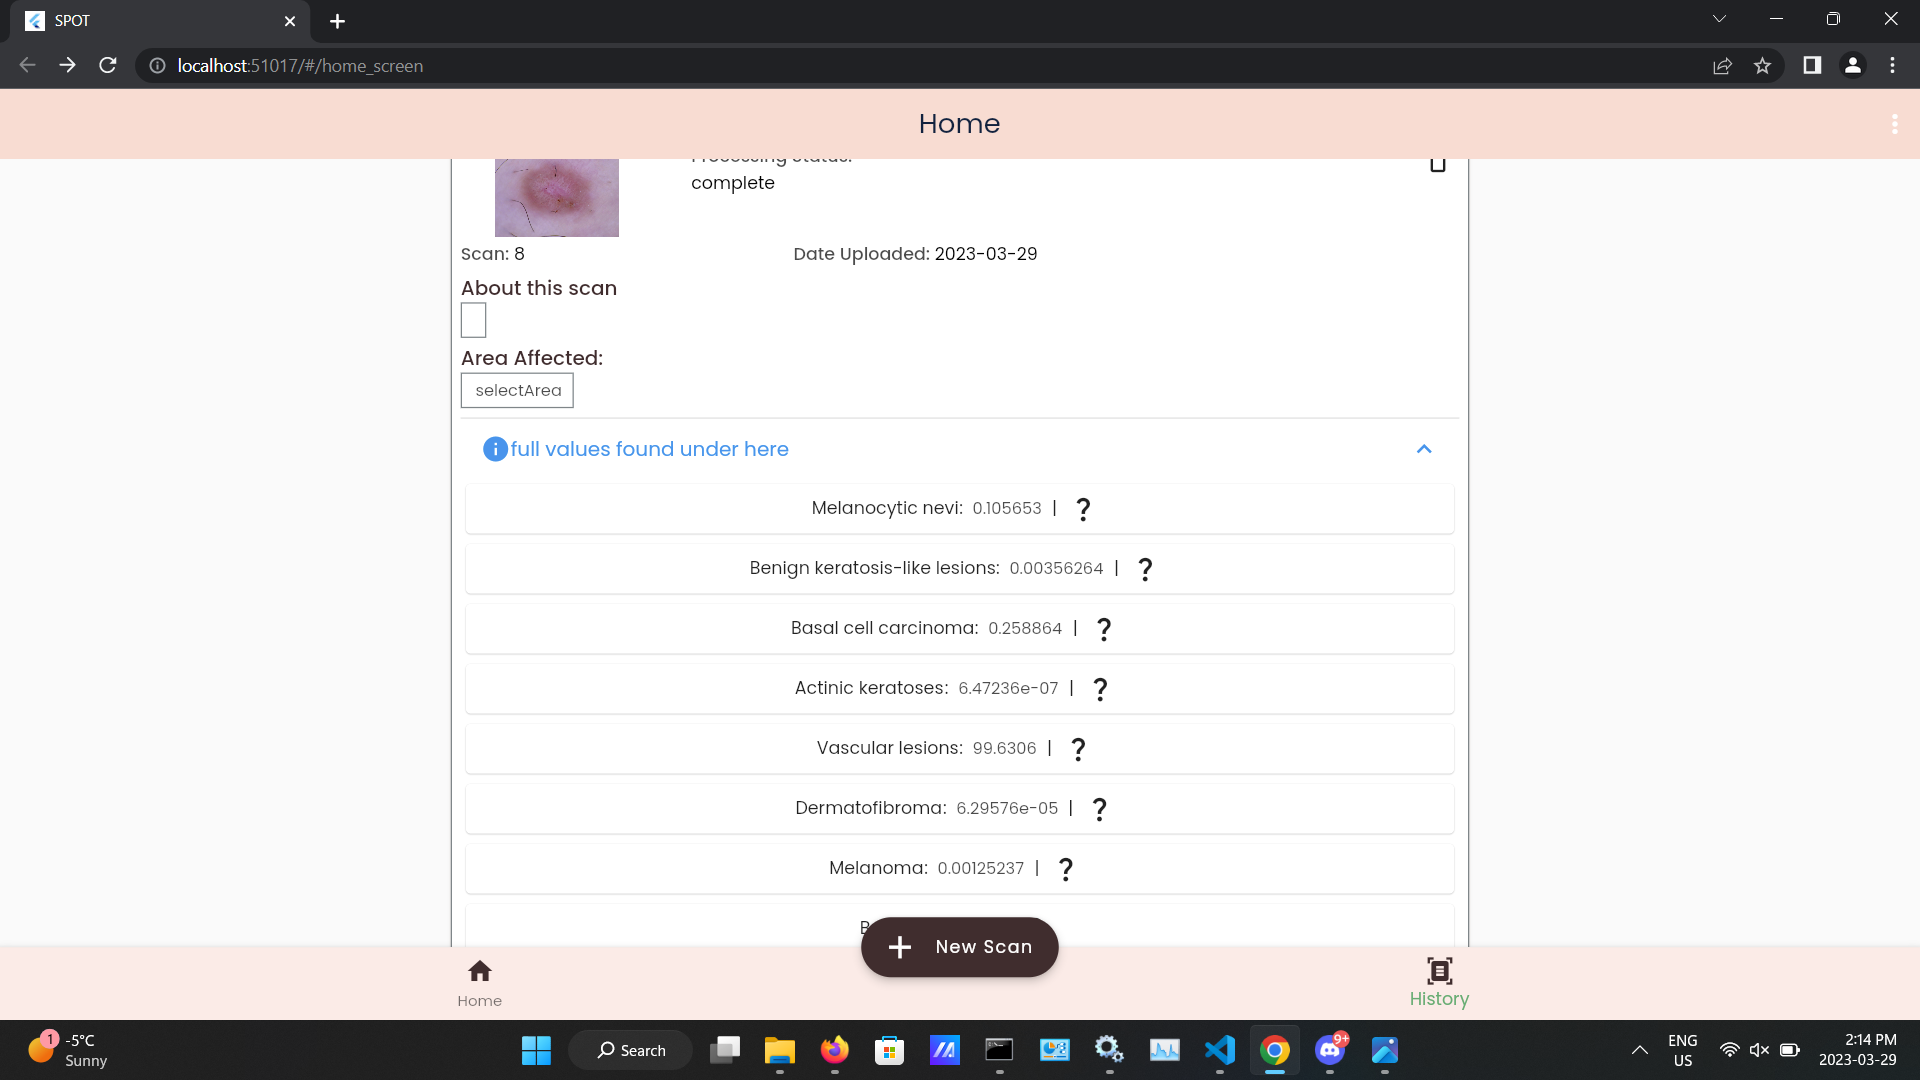 SPOT
localhost:51017/#/home_screen
Home
Processing status:
complete
Scan: 8
Date Uploaded: 2023-03-29
About this scan
Area Affected:
selectArea
full values found under here
Melanocytic nevi: 0.105653 | ?
Benign keratosis-like lesions: 0.00356264 | ?
Basal cell carcinoma: 0.258864 | ?
Actinic keratoses: 6.47236e-07 | ?
Vascular lesions: 99.6306 | ?
Dermatofibroma: 6.29576e-05 | ?
Melanoma: 0.00125237 | ?
New Scan
Home
History
1
-5°C
Sunny
Search
9+
ENG
US
2:14 PM
2023-03-29